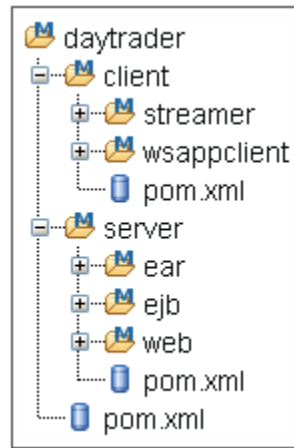 daytrader
client
streamer
wsappclient
pom.xml
server
ear
ejb
web
pom.xml
pom.xml